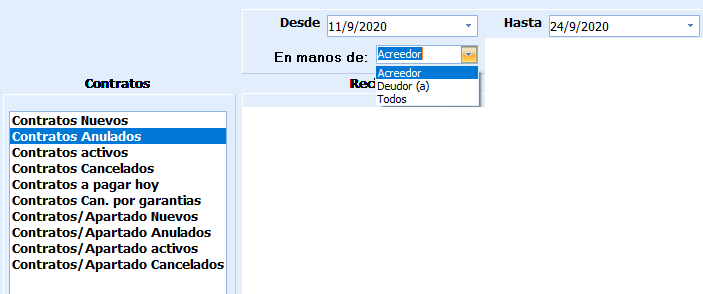 Desde 11/9/2020 Hasta 24/9/2020
En manos de: Acreedor
Acreedor
Deudor (a)
Todos
Contratos
Contratos Nuevos
Contratos Anulados
Contratos activos
Contratos Cancelados
Contratos a pagar hoy
Contratos Can. por garantias
Contratos/Apartado Nuevos
Contratos/Apartado Anulados
Contratos/Apartado activos
Contratos/Apartado Cancelados